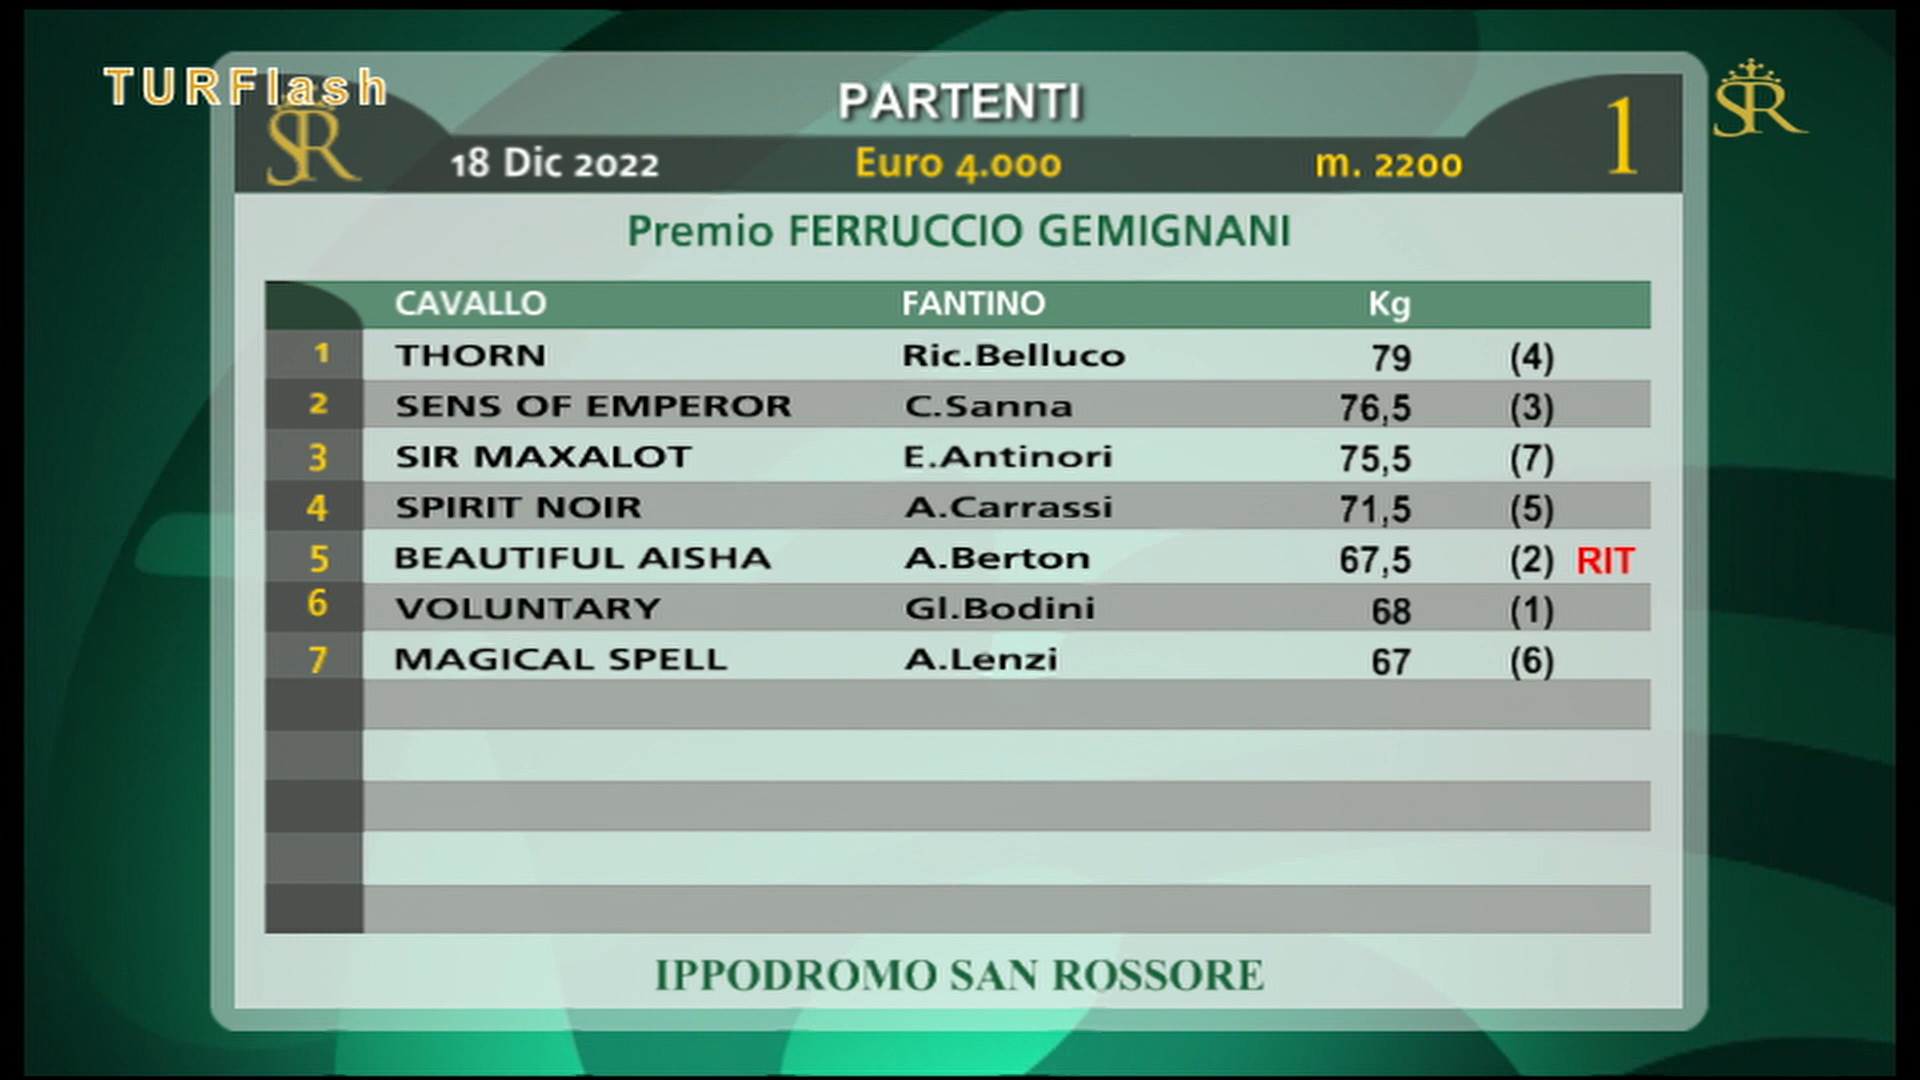 TURFlash
PARTENTI
SR
18 Dic 2022 Euro 4.000 m. 2200 1
SR
Premio FERRUCCIO GEMIGNANI
CAVALLO FANTINO Kg
1 THORN Ric.Belluco 79 (4)
2 SENS OF EMPEROR C.Sanna 76,5 (3)
3 SIR MAXALOT E.Antinori 75,5 (7)
4 SPIRIT NOIR A.Carrassi 71,5 (5)
5 BEAUTIFUL AISHA A.Berton 67,5 (2) RIT
6 VOLUNTARY Gl.Bodini 68 (1)
7 MAGICAL SPELL A.Lenzi 67 (6)
IPPODROMO SAN ROSSORE